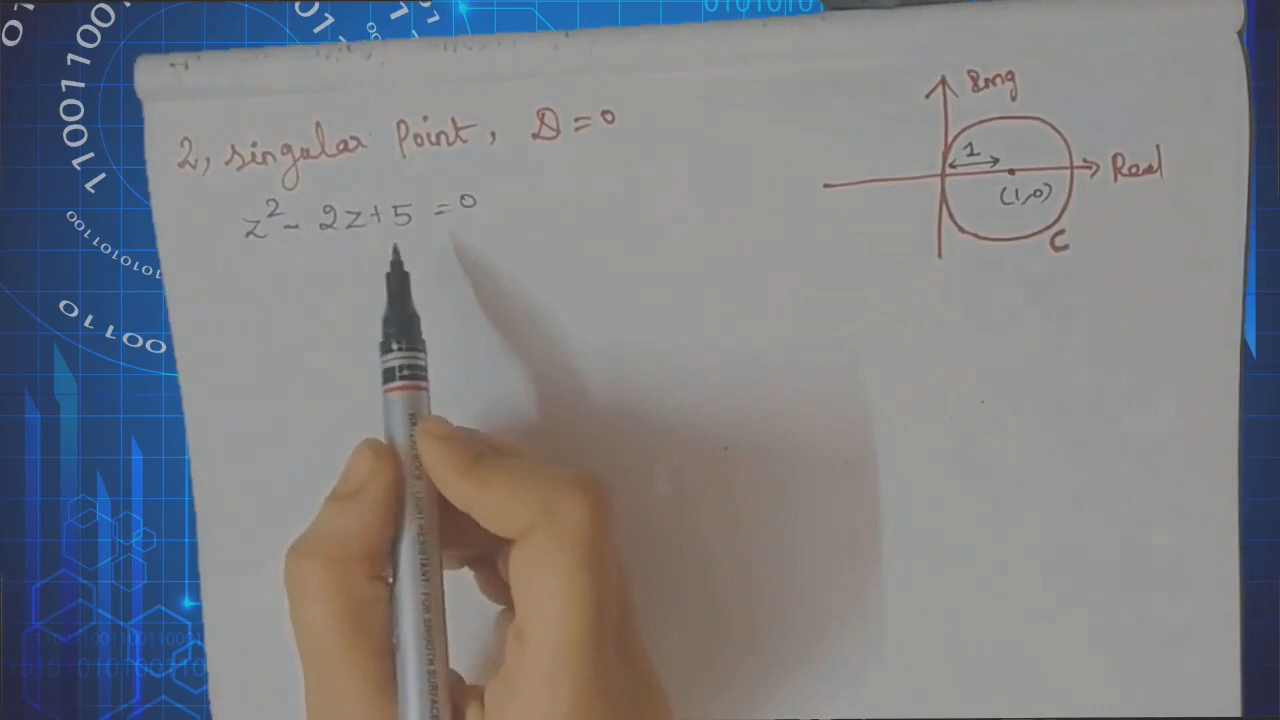 2, singular Point, D=0
z² - 2z+5 =0
Img
1
Real
(1,0)
C